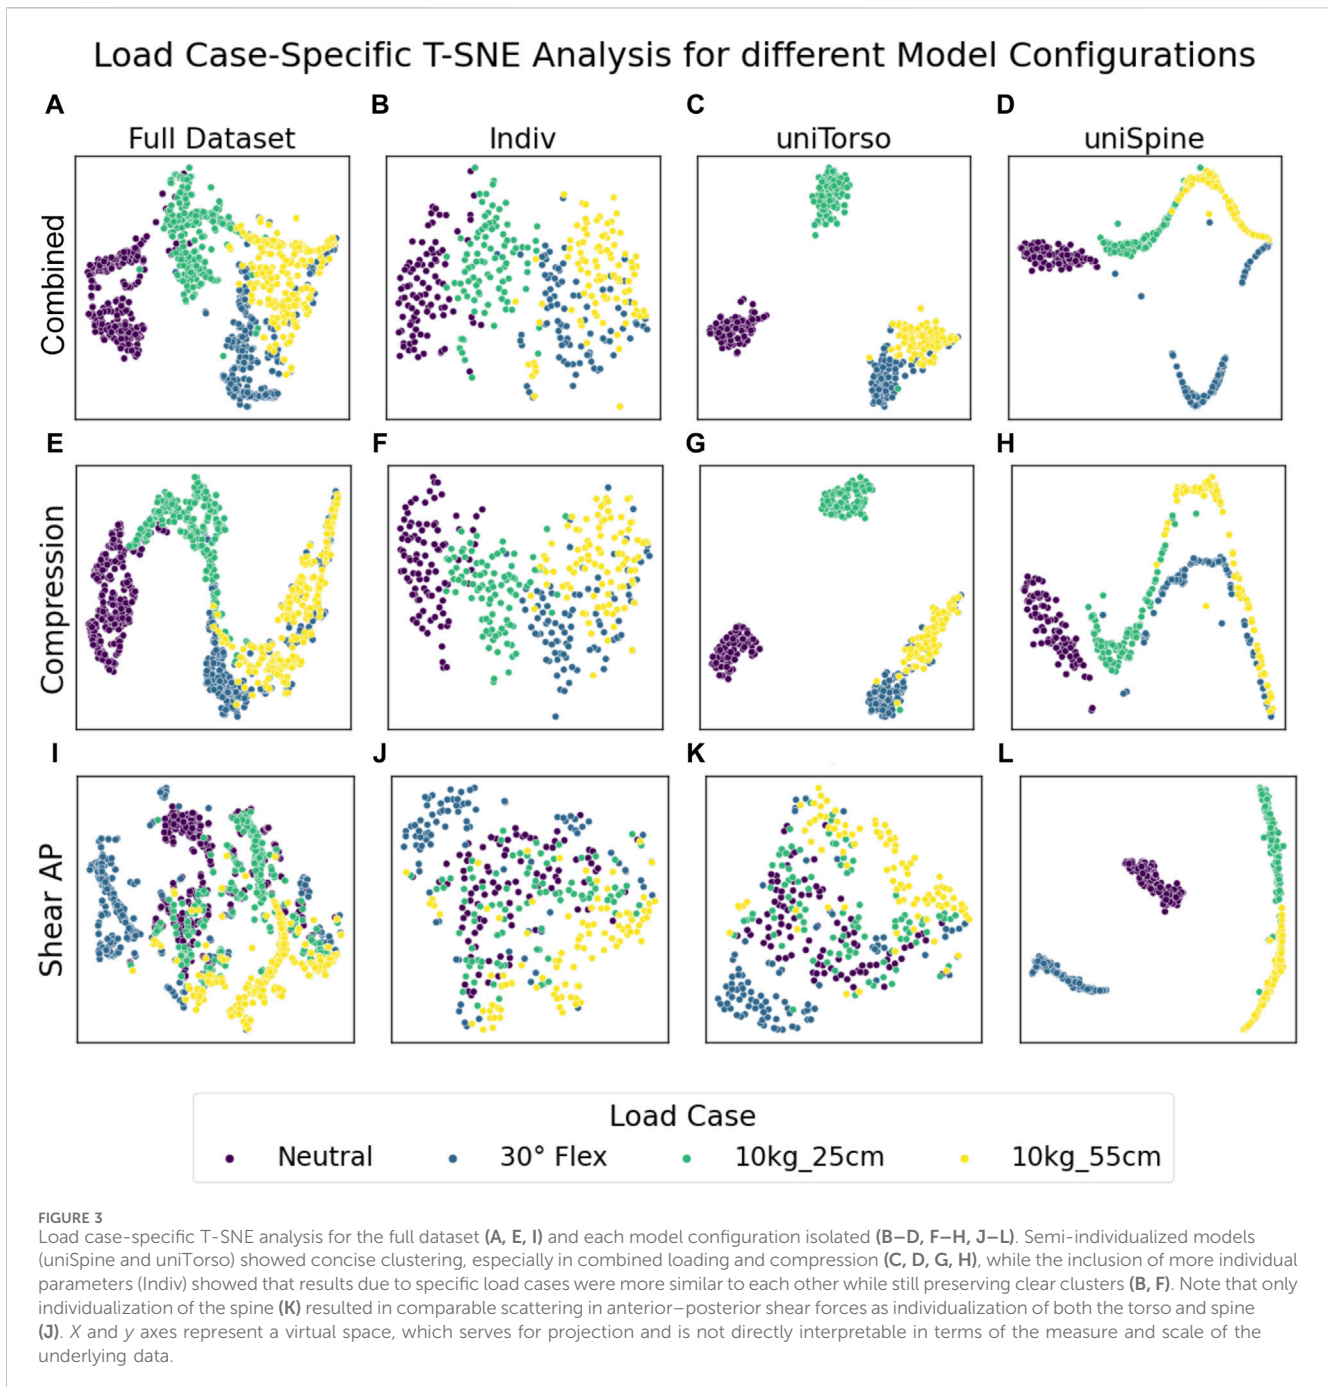 Load Case-Specific T-SNE Analysis for different Model Configurations
A B C D
Full Dataset Indiv uniTorso uniSpine
Combined
E F G H
Compression
I J K L
Shear AP
Load Case
Neutral 30° Flex 10kg_25cm 10kg_55cm
FIGURE 3
Load case-specific T-SNE analysis for the full dataset (A, E, I) and each model configuration isolated (B–D, F–H, J–L). Semi-individualized models
(uniSpine and uniTorso) showed concise clustering, especially in combined loading and compression (C, D, G, H), while the inclusion of more individual
parameters (Indiv) showed that results due to specific load cases were more similar to each other while still preserving clear clusters (B, F). Note that only
individualization of the spine (K) resulted in comparable scattering in anterior–posterior shear forces as individualization of both the torso and spine
(J). X and y axes represent a virtual space, which serves for projection and is not directly interpretable in terms of the measure and scale of the
underlying data.